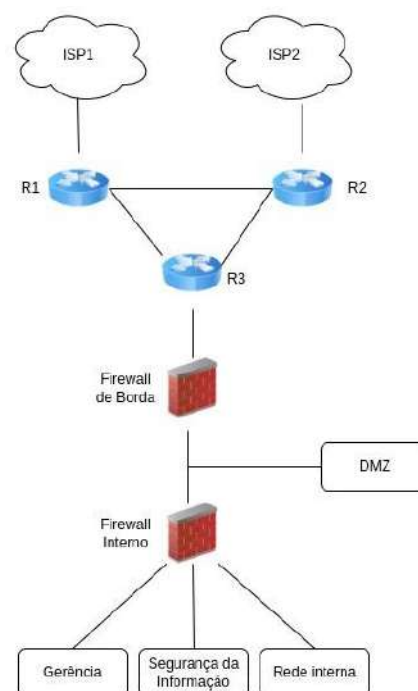 ISP1
ISP2
R1
R2
R3
Firewall
de Borda
DMZ
Firewall
Interno
Gerência
Segurança da
Informação
Rede interna